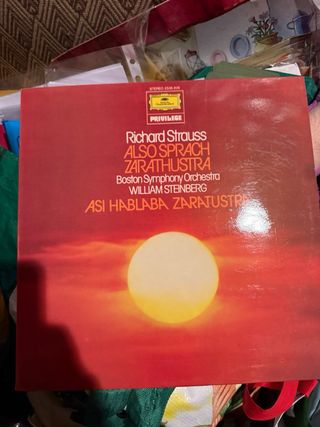 PRIVILEGE
Richard Strauss
ALSO SPRACH
ZARATHUSTRA
Boston Symphony Orchestra
WILLIAM STEINBERG
ASI HABLABA ZARATUSTRA